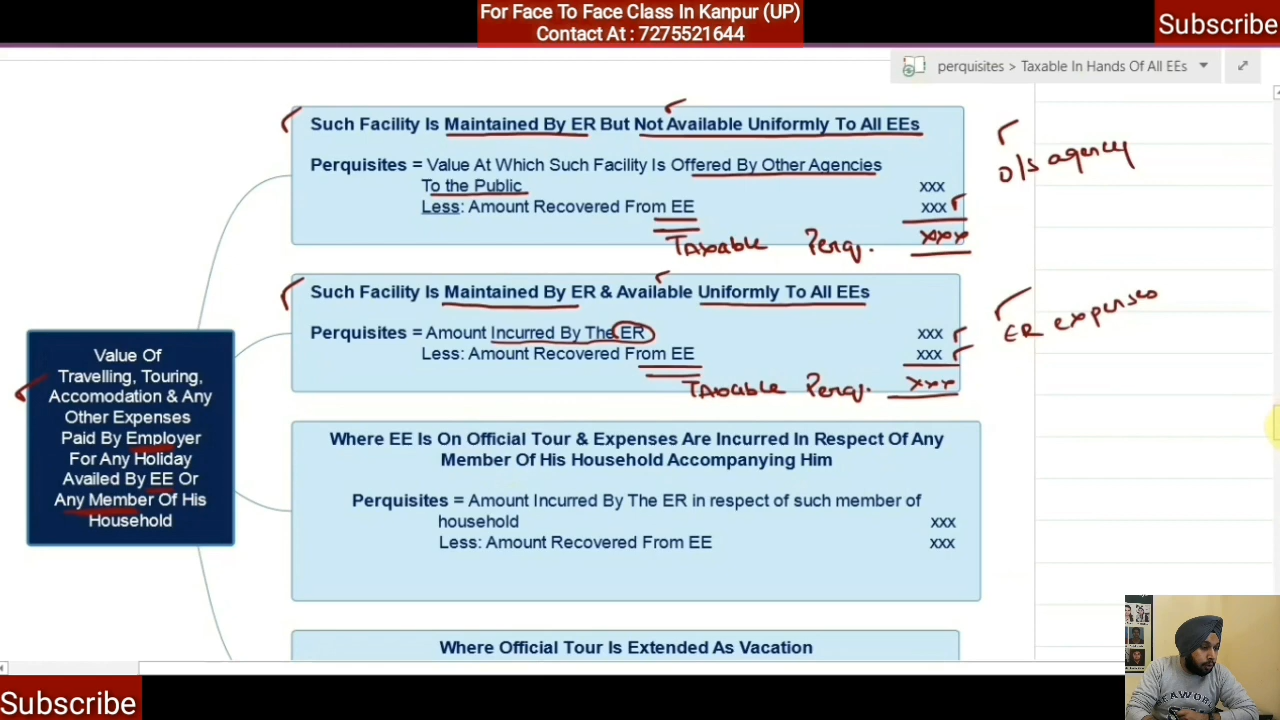 For Face To Face Class In Kanpur (UP)
Contact At : 7275521644
Subscribe
perquisites > Taxable In Hands Of All EEs
Such Facility Is Maintained By ER But Not Available Uniformly To All EEs
Perquisites = Value At Which Such Facility Is Offered By Other Agencies
To the Public xxx
Less: Amount Recovered From EE xxx
Taxable Perq. xxx
O/s agency
Such Facility Is Maintained By ER & Available Uniformly To All EEs
Perquisites = Amount Incurred By The ER xxx
Less: Amount Recovered From EE xxx
Taxable Perq. xxx
ER expenses
Value Of
Travelling, Touring,
Accomodation & Any
Other Expenses
Paid By Employer
For Any Holiday
Availed By EE Or
Any Member Of His
Household
Where EE Is On Official Tour & Expenses Are Incurred In Respect Of Any
Member Of His Household Accompanying Him
Perquisites = Amount Incurred By The ER in respect of such member of
household xxx
Less: Amount Recovered From EE xxx
Where Official Tour Is Extended As Vacation
Subscribe